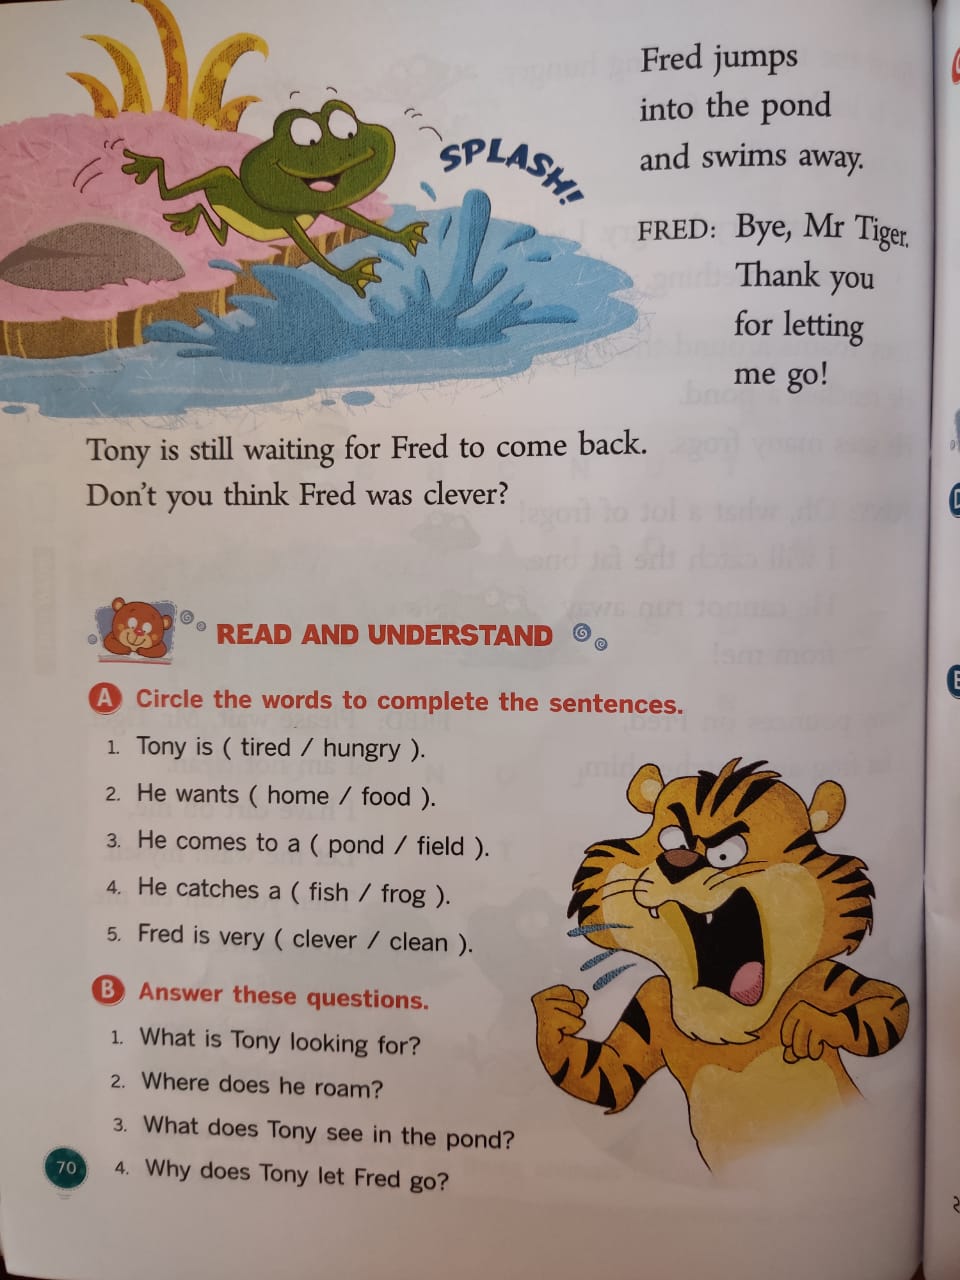 SPLASH!
Fred jumps
into the pond
and swims away.
FRED: Bye, Mr Tiger.
Thank you
for letting
me go!
Tony is still waiting for Fred to come back.
Don't you think Fred was clever?
READ AND UNDERSTAND
A Circle the words to complete the sentences.
1. Tony is ( tired / hungry ).
2. He wants ( home / food ).
3. He comes to a ( pond / field ).
4. He catches a ( fish / frog ).
5. Fred is very ( clever / clean ).
B Answer these questions.
1. What is Tony looking for?
2. Where does he roam?
3. What does Tony see in the pond?
4. Why does Tony let Fred go?
70